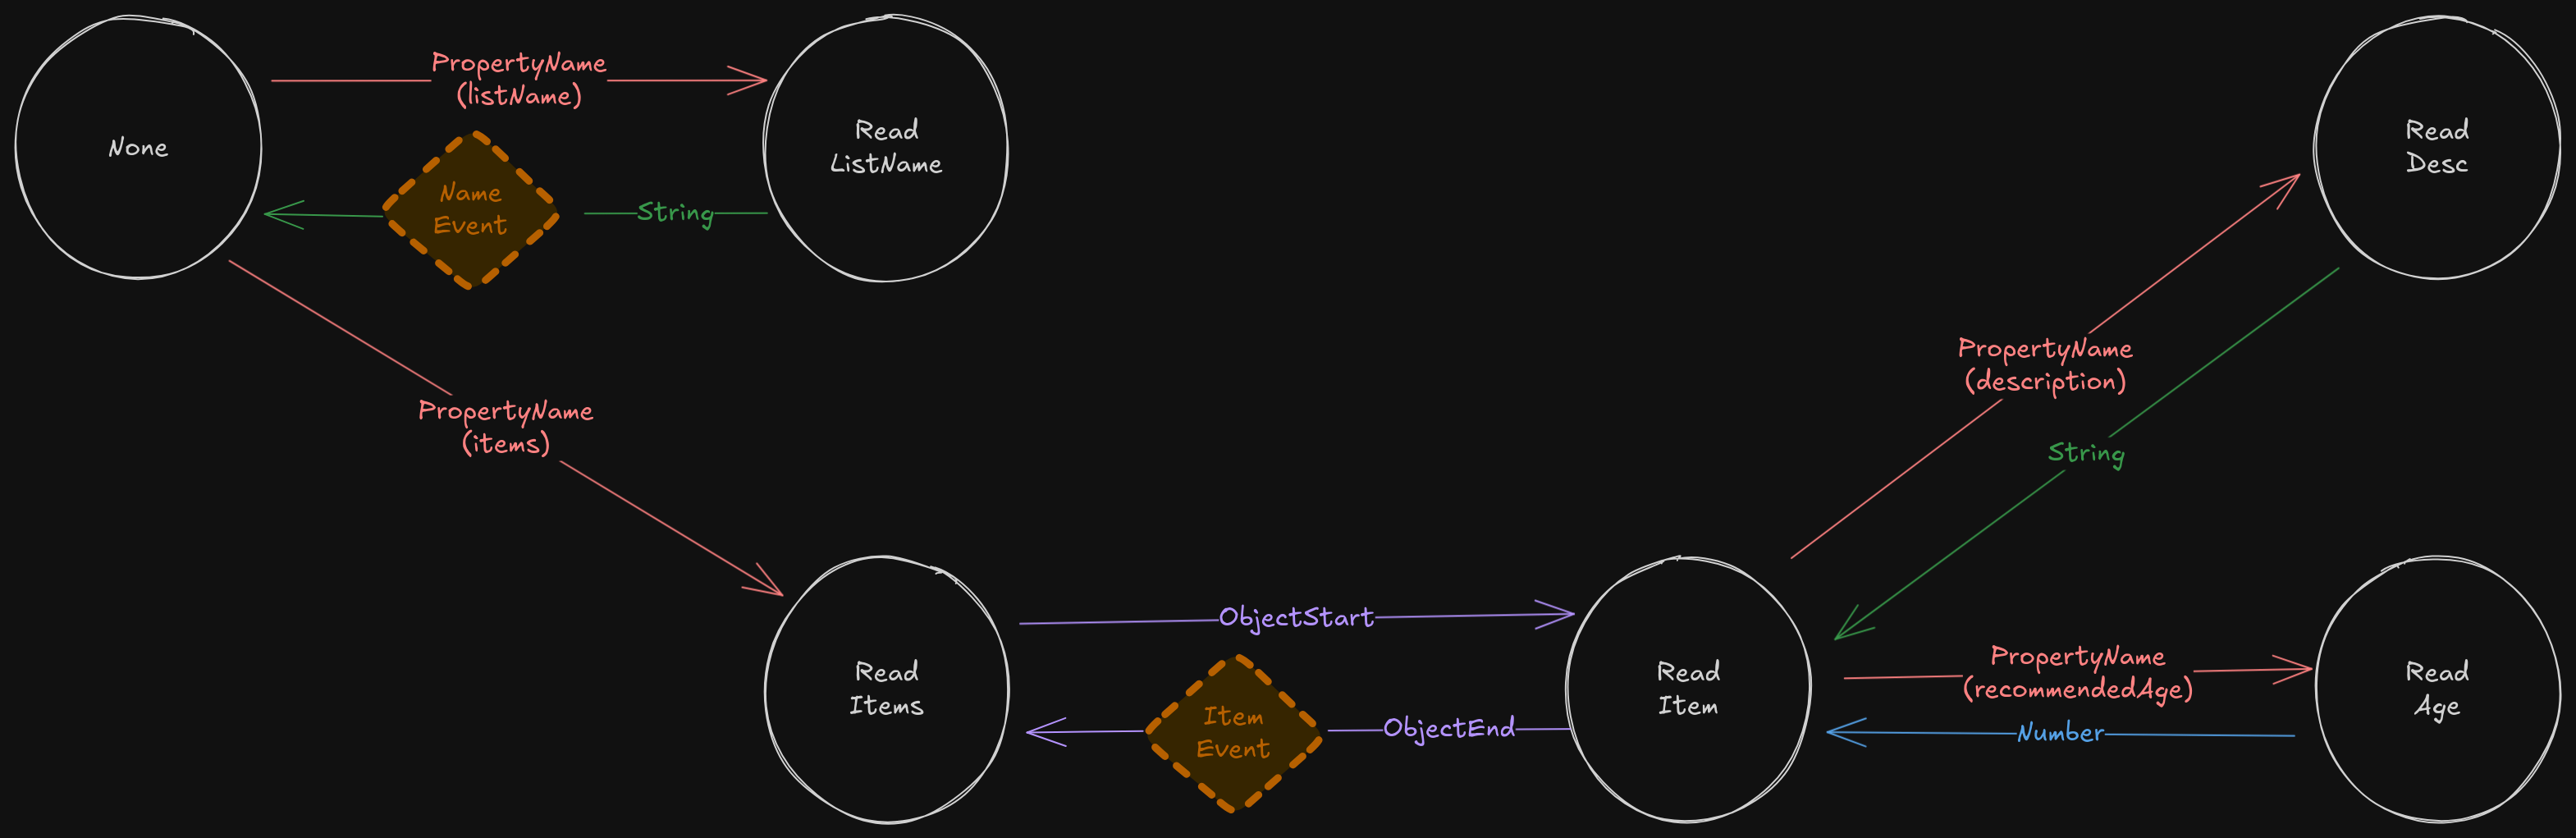 None
PropertyName
(listName)
Name
Event
String
Read
ListName
PropertyName
(items)
Read
Items
ObjectStart
Item
Event
ObjectEnd
Read
Item
PropertyName
(description)
String
Read
Desc
PropertyName
(recommendedAge)
Number
Read
Age